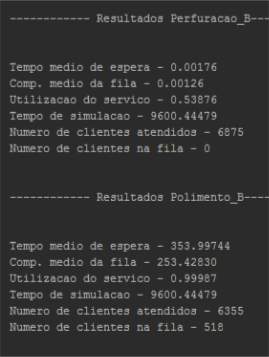 ------------ Resultados Perfuracao_B---
Tempo medio de espera - 0.00176
Comp. medio da fila - 0.00126
Utilizacao do servico - 0.53876
Tempo de simulacao - 9600.44479
Numero de clientes atendidos - 6875
Numero de clientes na fila - 0
------------ Resultados Polimento_B----
Tempo medio de espera - 353.99744
Comp. medio da fila - 253.42830
Utilizacao do servico - 0.99987
Tempo de simulacao - 9600.44479
Numero de clientes atendidos - 6355
Numero de clientes na fila - 518